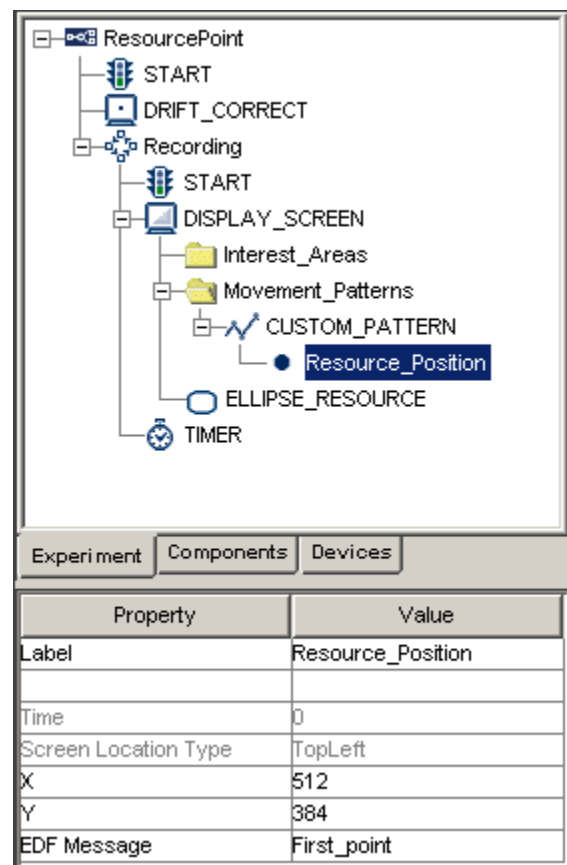 ResourcePoint
START
DRIFT_CORRECT
Recording
START
DISPLAY_SCREEN
Interest_Areas
Movement_Patterns
CUSTOM_PATTERN
Resource_Position
ELLIPSE_RESOURCE
TIMER
Experiment Components Devices
Property Value
Label Resource_Position
Time 0
Screen Location Type TopLeft
X 512
Y 384
EDF Message First_point